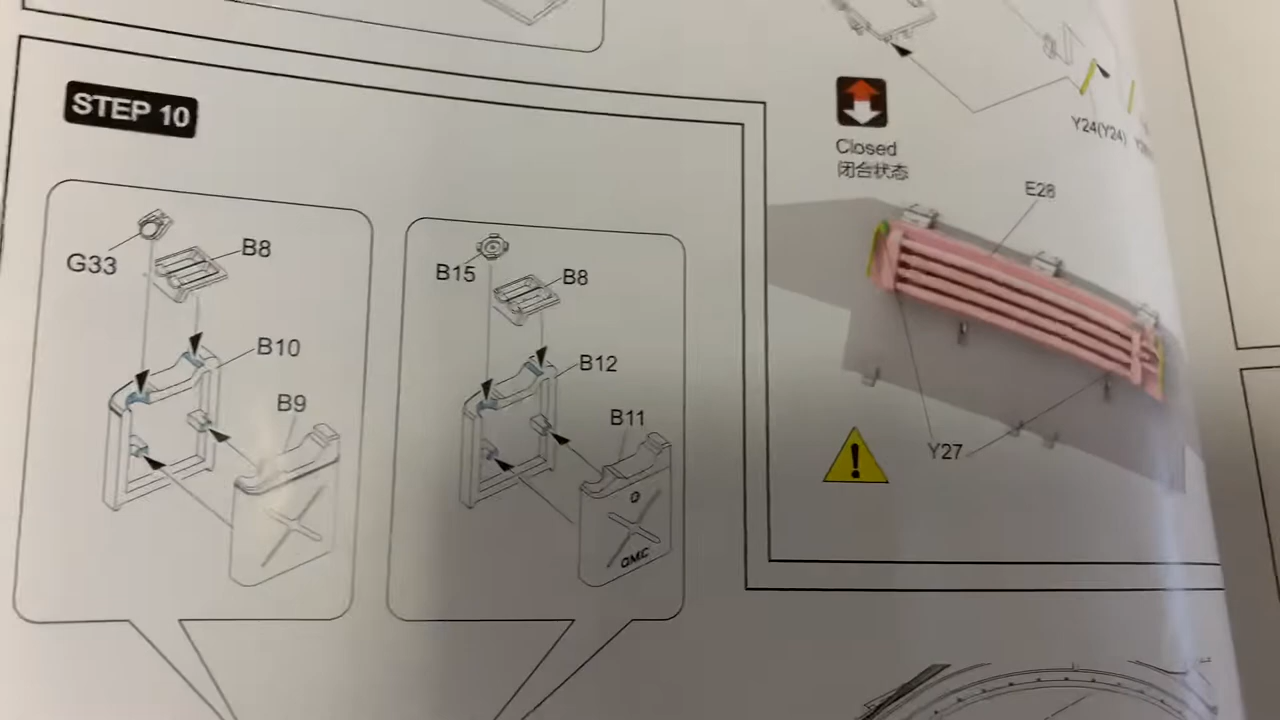 STEP 10
G33
B8
B10
B9
B15
B8
B12
B11
Q
QMC
Y24(Y24)
Closed
闭合状态
E28
Y27